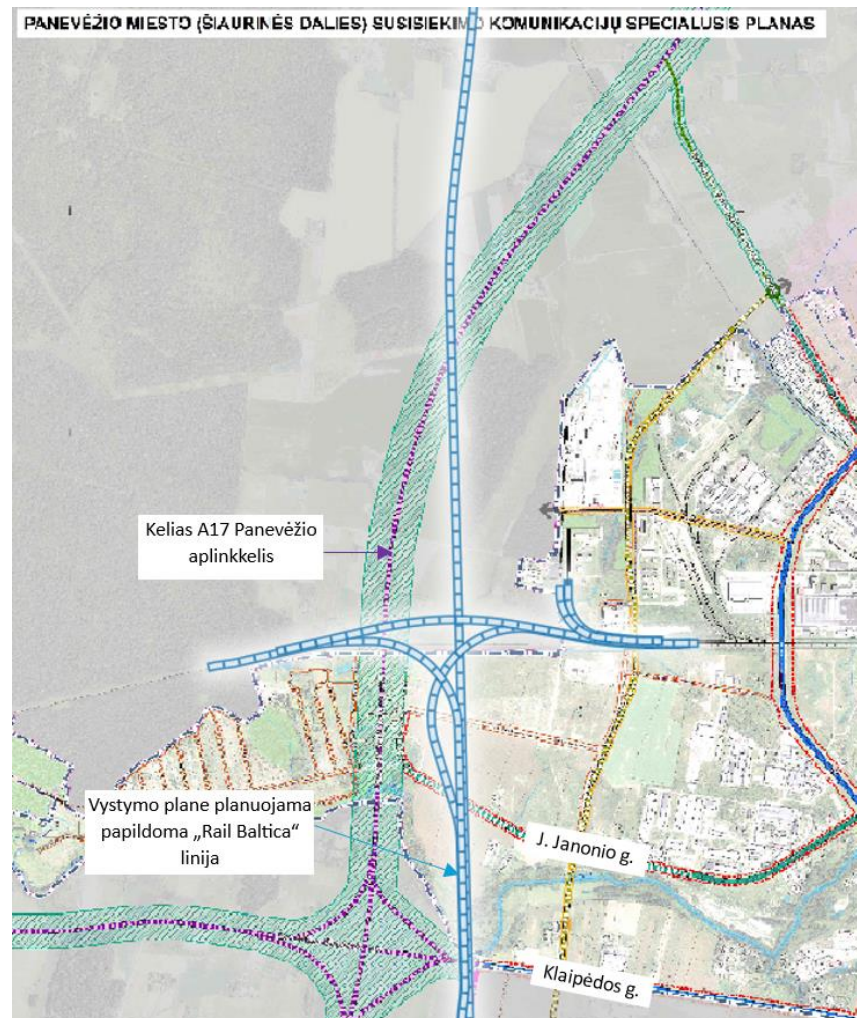 PANEVĖŽIO MIESTO (ŠIAURINĖS DALIES) SUSISIEKIMO KOMUNIKACIJŲ SPECIALUSIS PLANAS
Kelias A17 Panevėžio
aplinkkelis
Vystymo plane planuojama
papildoma „Rail Baltica“
linija
J. Janonio g.
Klaipėdos g.